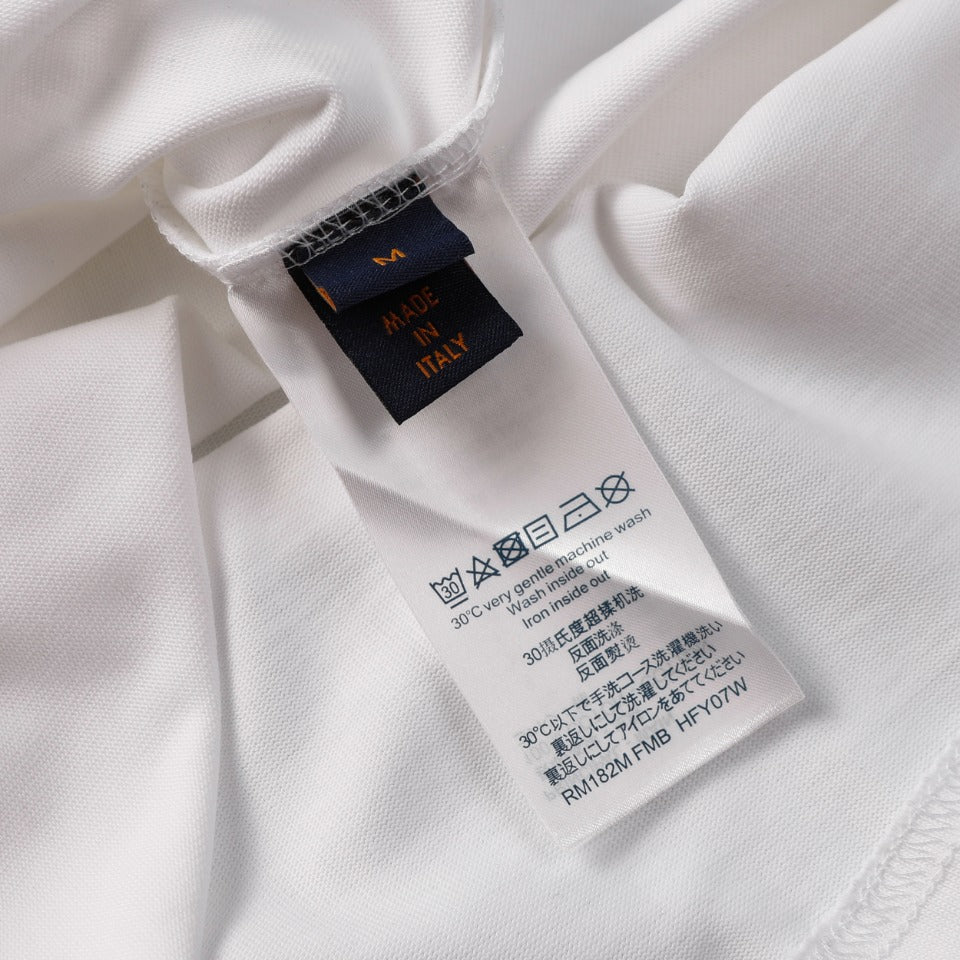 M
MADE
IN
ITALY
30
30°C very gentle machine wash
Wash inside out
Iron inside out
30摄氏度超揉机洗
反面洗涤
反面熨烫
30℃以下で手洗コース洗濯機洗い
裏返しにして洗濯してください
裏返しにしてアイロンをあててください
RM182M FMB HFY07W